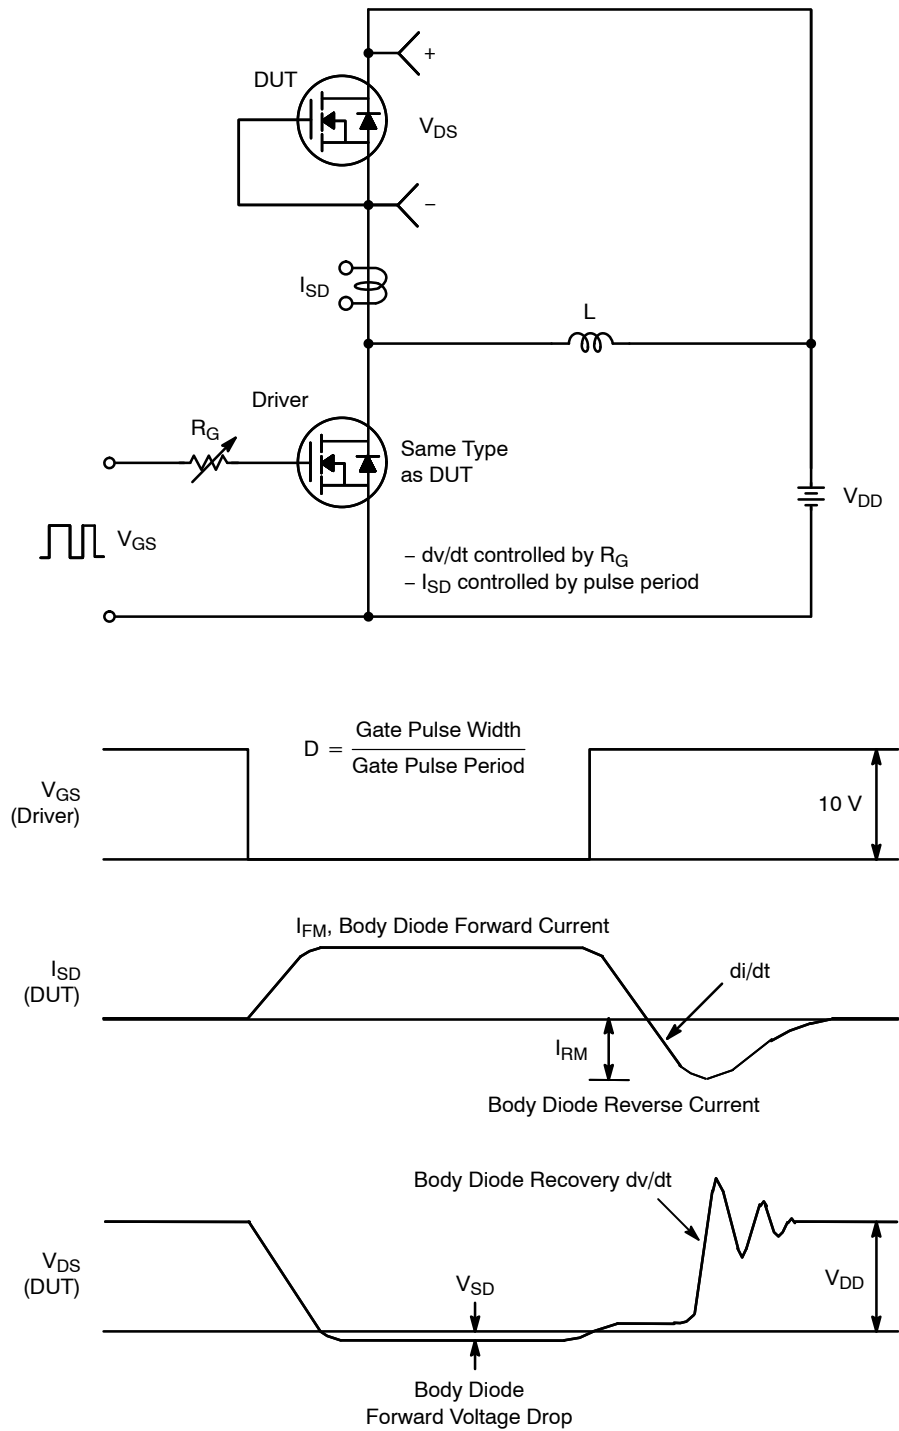 +
DUT
V_DS
−
I_SD
L
Driver
R_G
Same Type
as DUT
V_DD
V_GS
− dv/dt controlled by R_G
− I_SD controlled by pulse period
D = Gate Pulse Width
Gate Pulse Period
V_GS
(Driver)
10 V
I_FM, Body Diode Forward Current
I_SD
(DUT)
di/dt
I_RM
Body Diode Reverse Current
Body Diode Recovery dv/dt
V_DS
(DUT)
V_SD
V_DD
Body Diode
Forward Voltage Drop